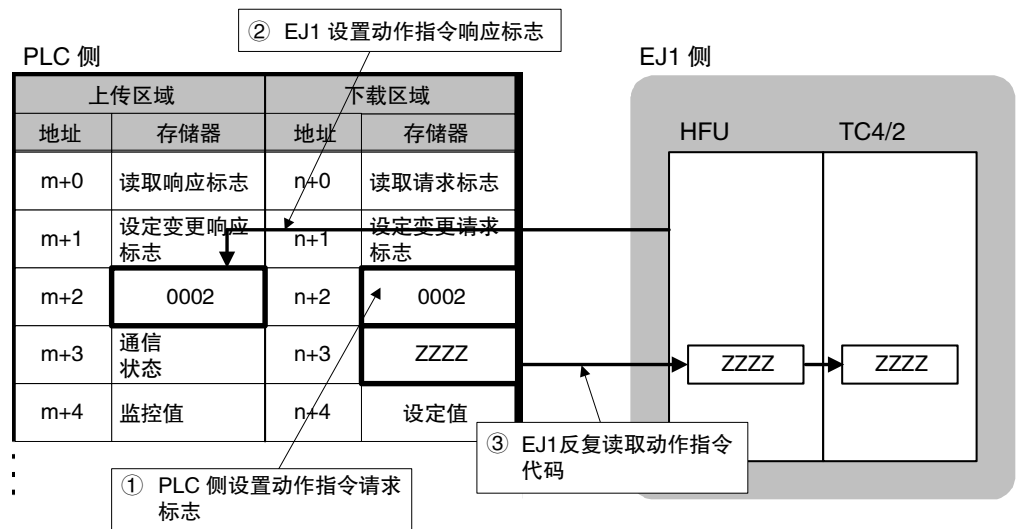 ② EJ1 设置动作指令响应标志
PLC 侧
EJ1 侧
上传区域 下载区域
地址 存储器 地址 存储器
HFU TC4/2
m+0 读取响应标志 n+0 读取请求标志
m+1 设定变更响应 n+1 设定变更请求
标志 标志
m+2 0002 n+2 0002
m+3 通信 n+3 ZZZZ ZZZZ ZZZZ
状态
m+4 监控值 n+4 设定值
③ EJ1反复读取动作指令
代码
① PLC 侧设置动作指令请求
标志